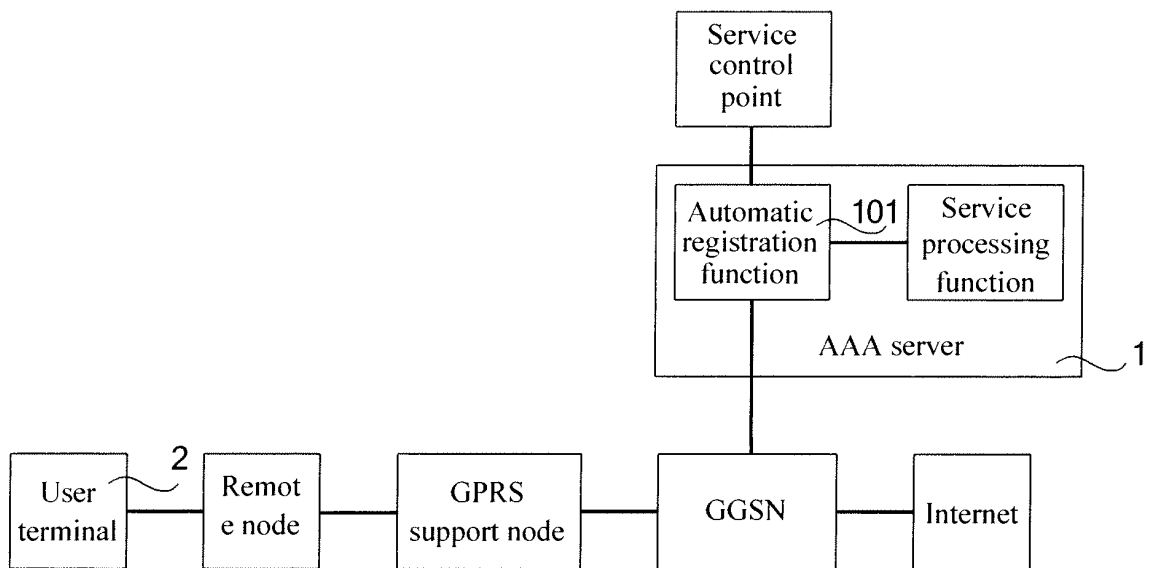 Service
control
point
Automatic
registration
function
101
Service
processing
function
AAA server
1
User
terminal
2
Remot
e node
GPRS
support node
GGSN
Internet